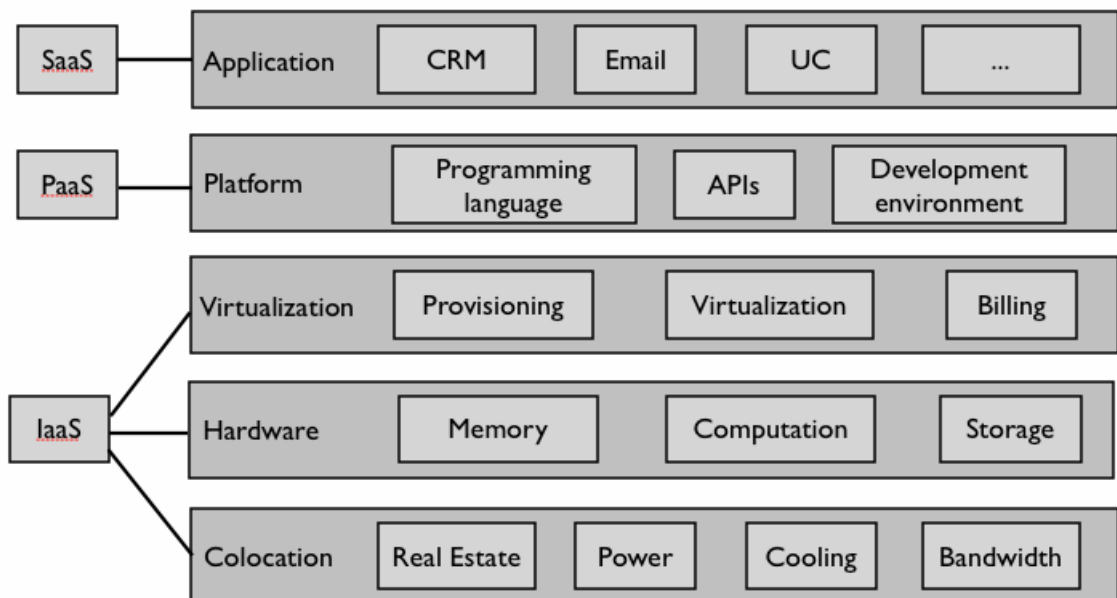 SaaS
Application
CRM
Email
UC
...
PaaS
Platform
Programming
language
APIs
Development
environment
Virtualization
Provisioning
Virtualization
Billing
IaaS
Hardware
Memory
Computation
Storage
Colocation
Real Estate
Power
Cooling
Bandwidth